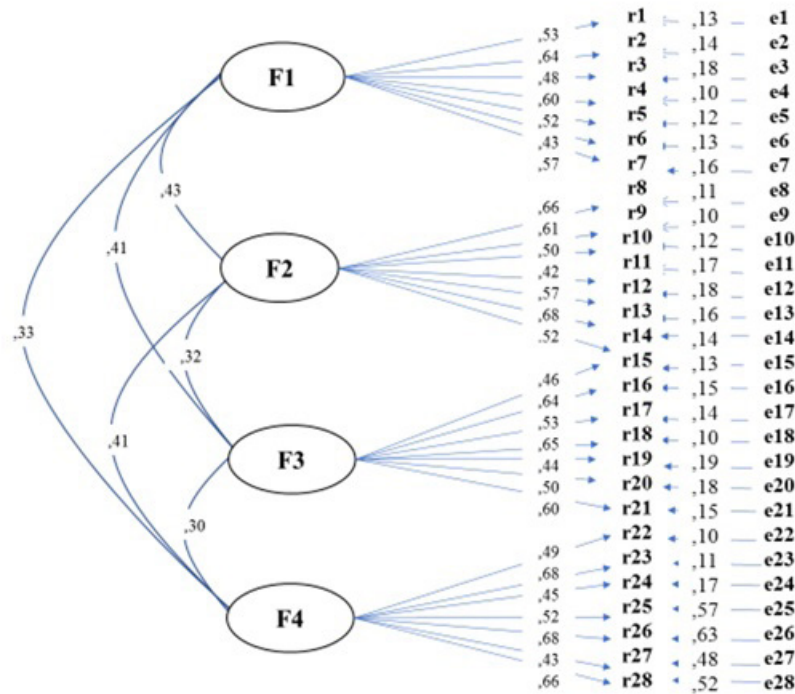 F1
F2
F3
F4
,43
,41
,33
,32
,41
,30
,53
,64
,48
,60
,52
,43
,57
,66
,61
,50
,42
,57
,68
,52
,46
,64
,53
,65
,44
,50
,60
,49
,68
,45
,52
,68
,43
,66
r1 ,13 e1
r2 ,14 e2
r3 ,18 e3
r4 ,10 e4
r5 ,12 e5
r6 ,13 e6
r7 ,16 e7
r8 ,11 e8
r9 ,10 e9
r10 ,12 e10
r11 ,17 e11
r12 ,18 e12
r13 ,16 e13
r14 ,14 e14
r15 ,13 e15
r16 ,15 e16
r17 ,14 e17
r18 ,10 e18
r19 ,19 e19
r20 ,18 e20
r21 ,15 e21
r22 ,10 e22
r23 ,11 e23
r24 ,17 e24
r25 ,57 e25
r26 ,63 e26
r27 ,48 e27
r28 ,52 e28